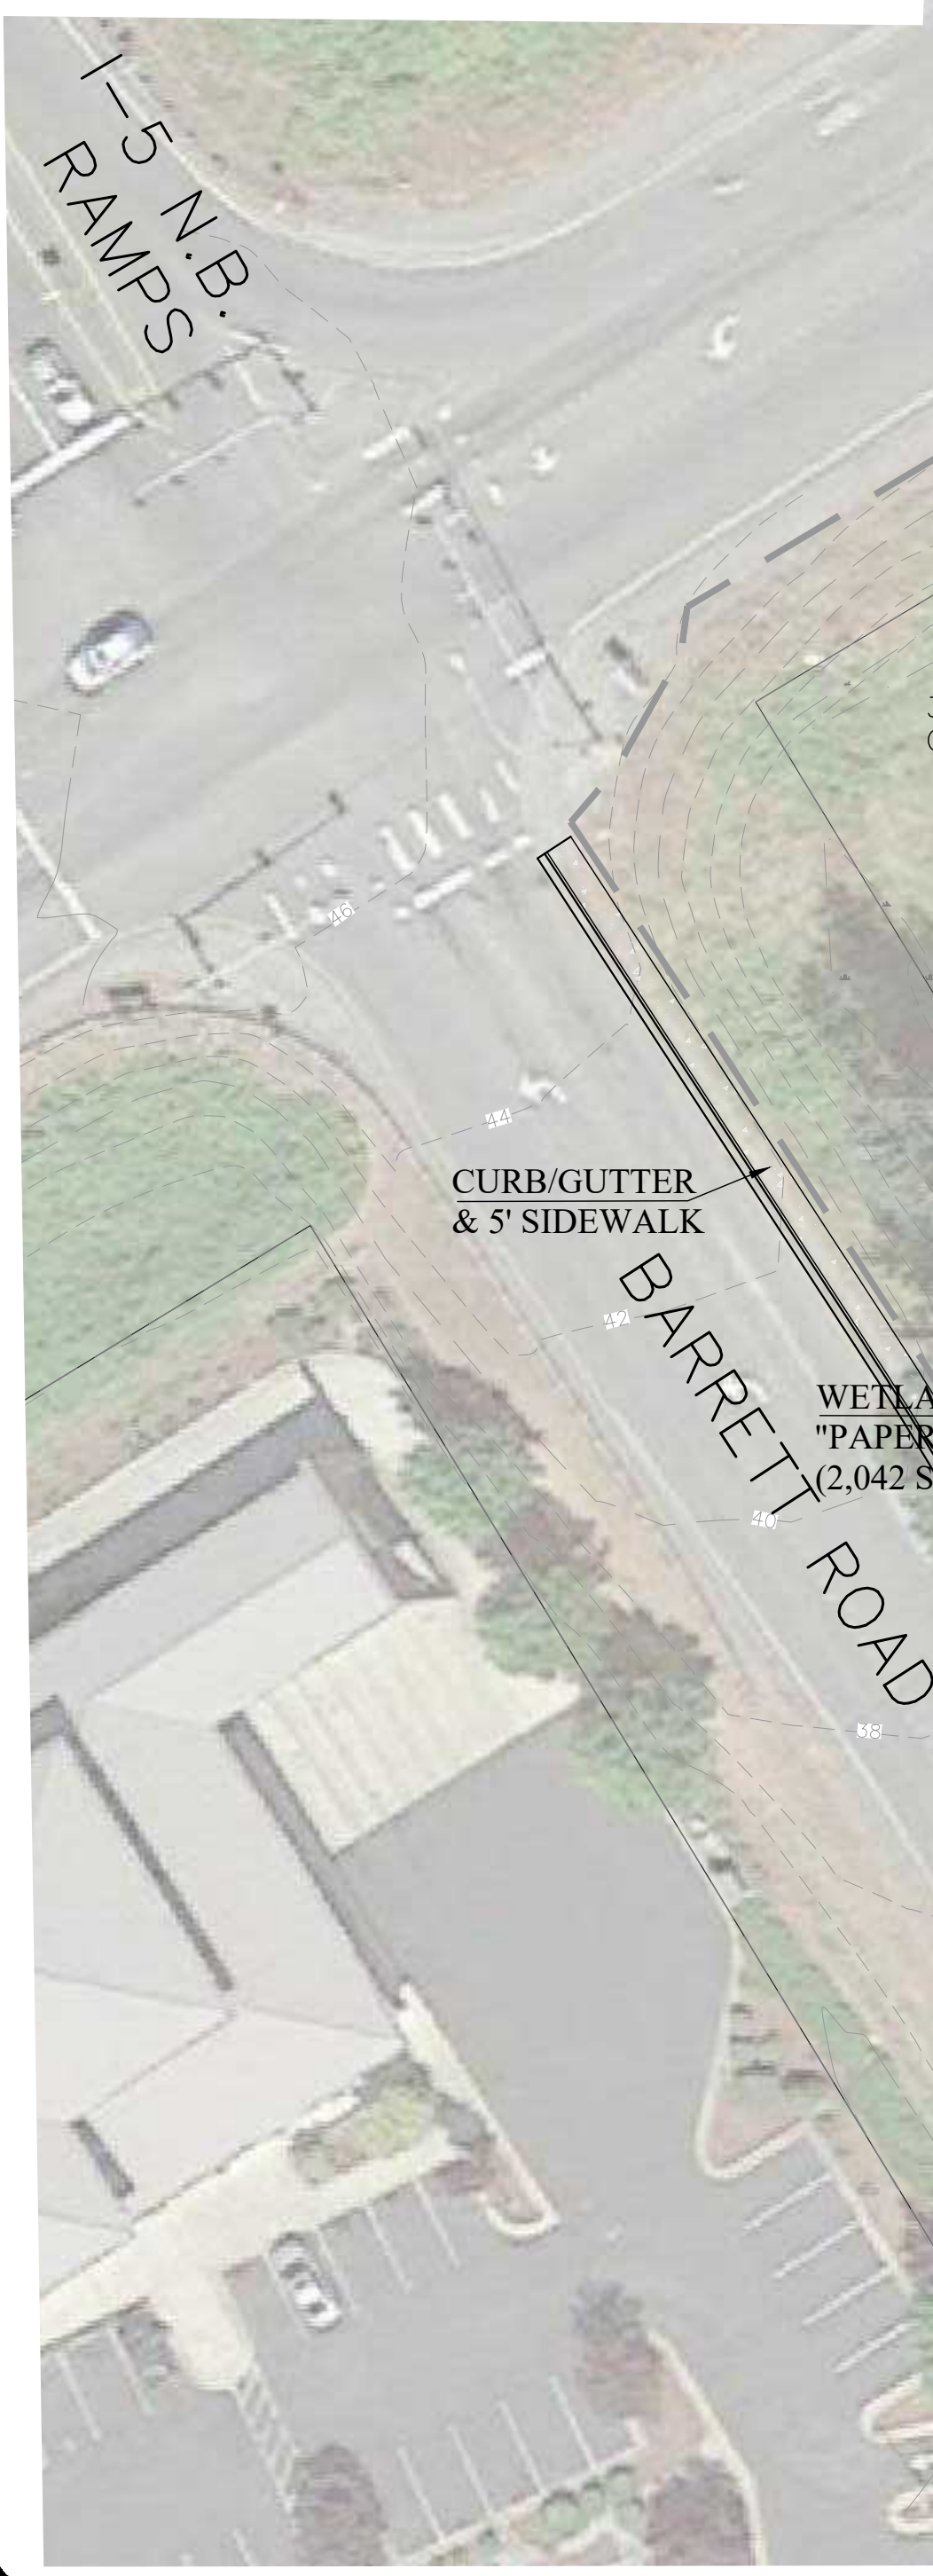 I-5 N.B.
RAMPS
46
44
CURB/GUTTER
& 5' SIDEWALK
42
BARRETT ROAD
WETLA
"PAPER
(2,042 S
40
38